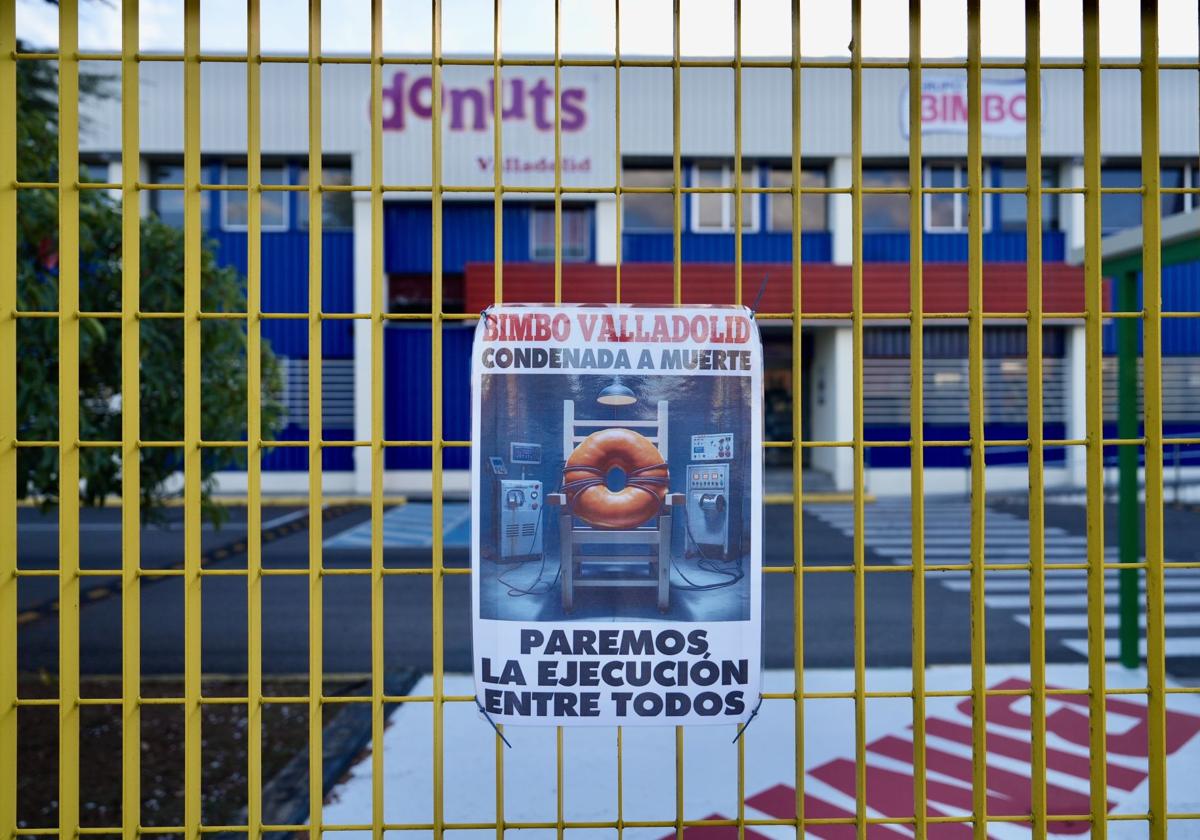 donuts
Valladolid
GRUPO
BIMBO
BIMBO VALLADOLID
CONDENADA A MUERTE
PAREMOS
LA EJECUCIÓN
ENTRE TODOS